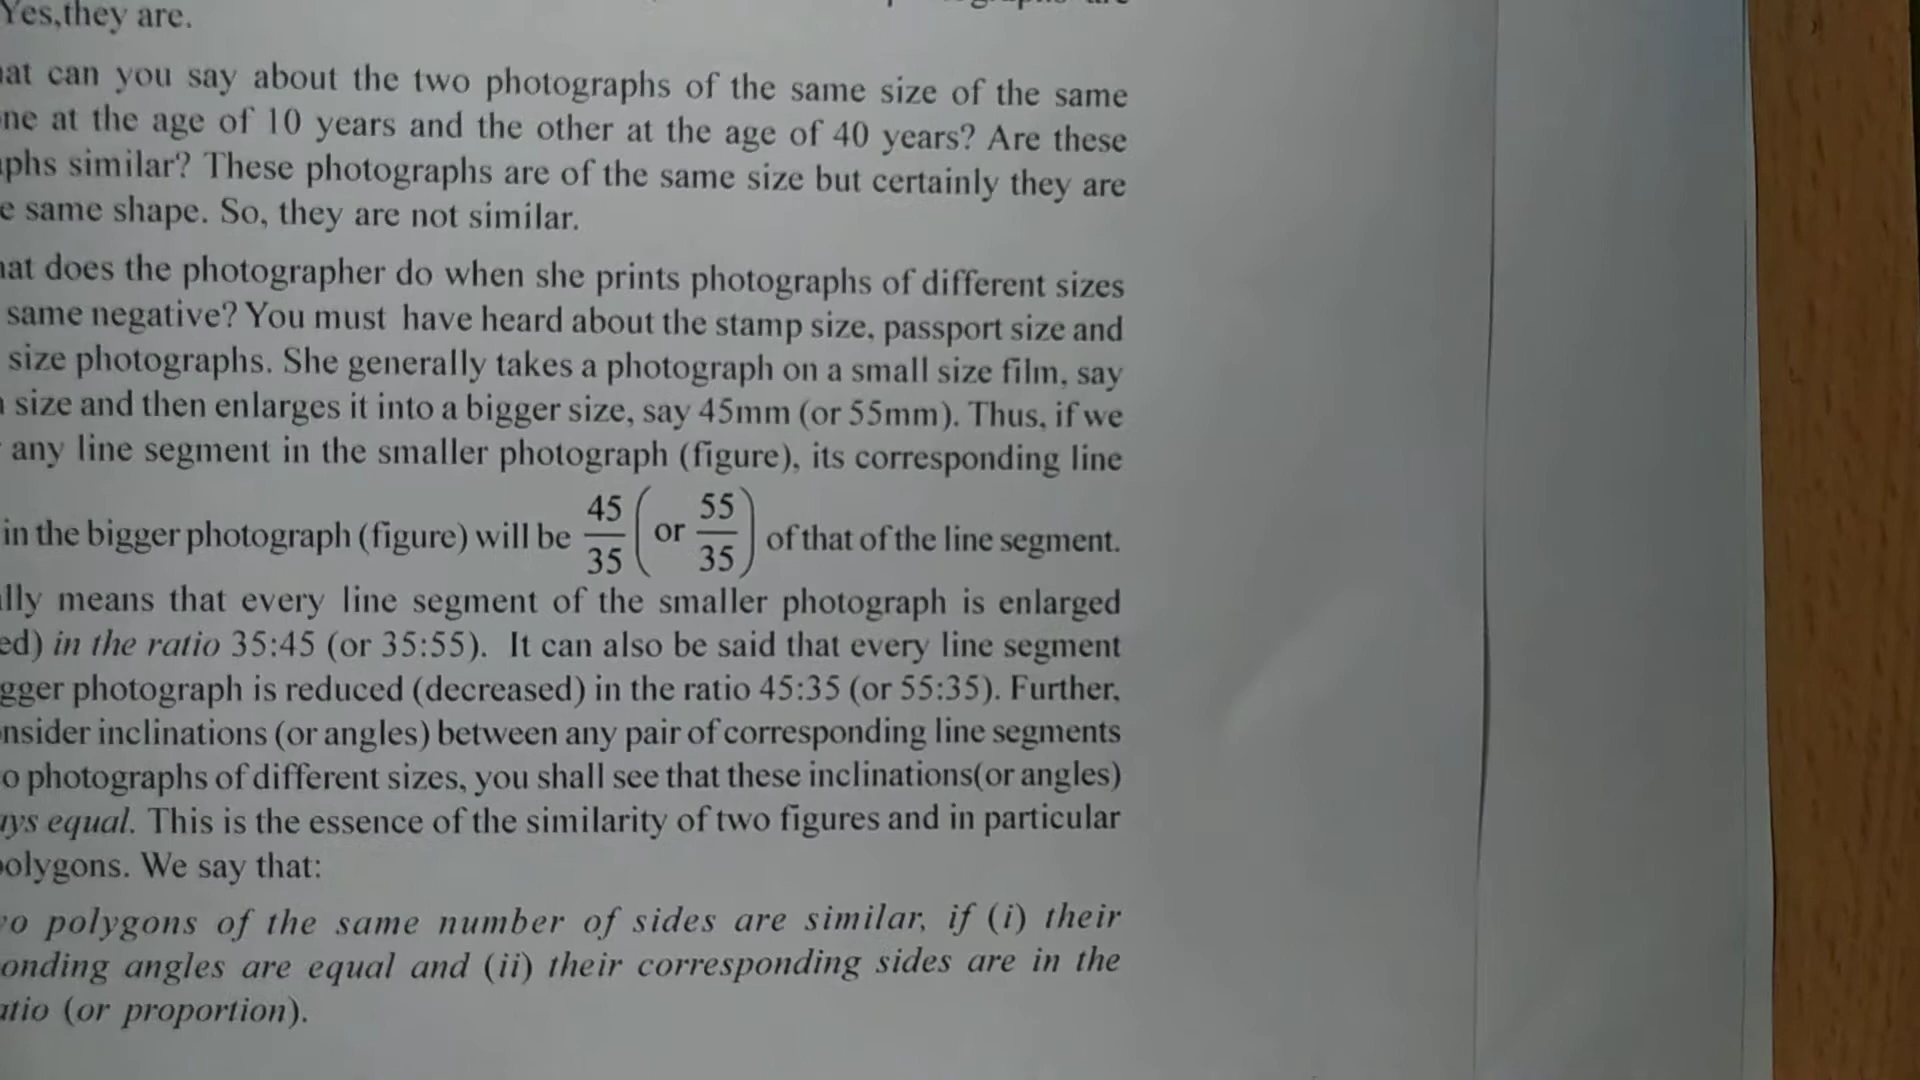 Yes,they are.
at can you say about the two photographs of the same size of the same
ne at the age of 10 years and the other at the age of 40 years? Are these
phs similar? These photographs are of the same size but certainly they are
e same shape. So, they are not similar.
at does the photographer do when she prints photographs of different sizes
same negative? You must have heard about the stamp size, passport size and
size photographs. She generally takes a photograph on a small size film, say
size and then enlarges it into a bigger size, say 45mm (or 55mm). Thus, if we
any line segment in the smaller photograph (figure), its corresponding line
in the bigger photograph (figure) will be 45/35 (or 55/35) of that of the line segment.
lly means that every line segment of the smaller photograph is enlarged
ed) in the ratio 35:45 (or 35:55). It can also be said that every line segment
gger photograph is reduced (decreased) in the ratio 45:35 (or 55:35). Further,
nsider inclinations (or angles) between any pair of corresponding line segments
o photographs of different sizes, you shall see that these inclinations(or angles)
ys equal. This is the essence of the similarity of two figures and in particular
olygons. We say that:
o polygons of the same number of sides are similar, if (i) their
onding angles are equal and (ii) their corresponding sides are in the
tio (or proportion).